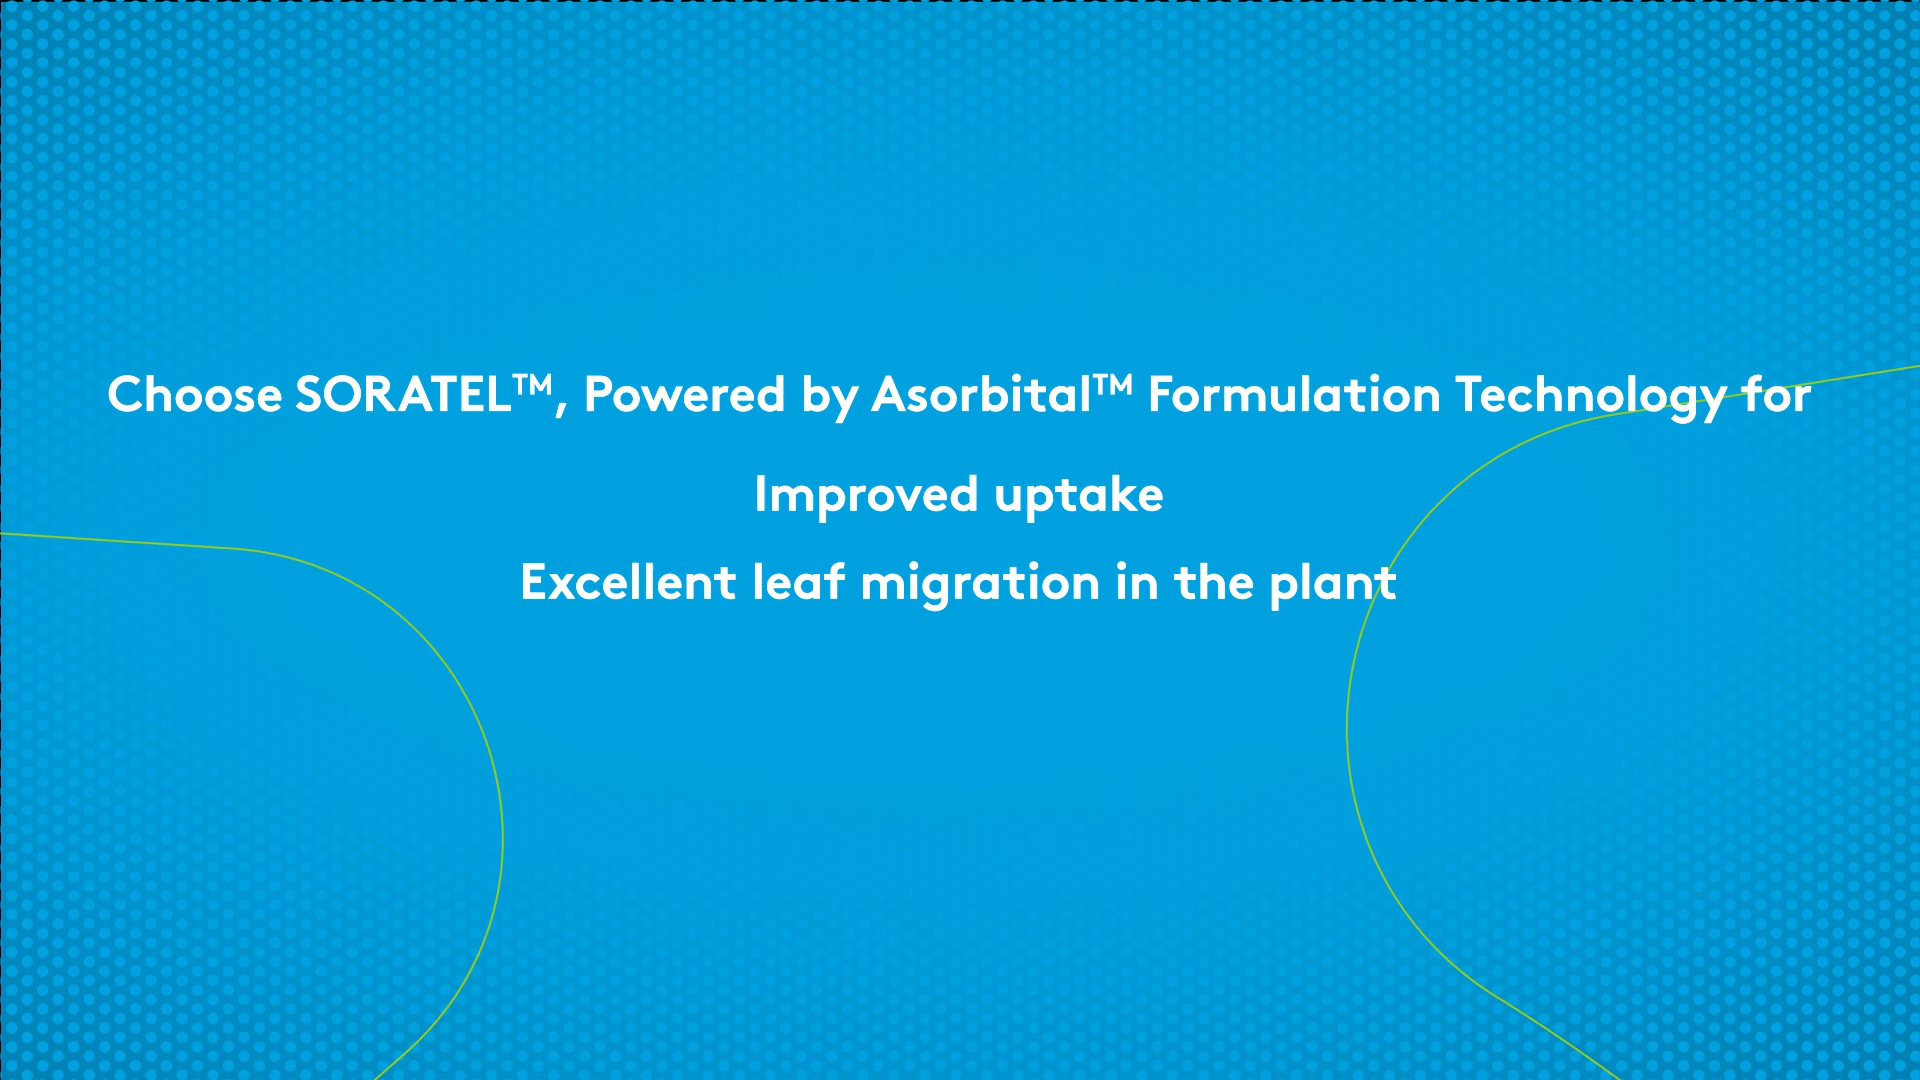 Choose SORATEL™, Powered by Asorbital™ Formulation Technology for
Improved uptake
Excellent leaf migration in the plant